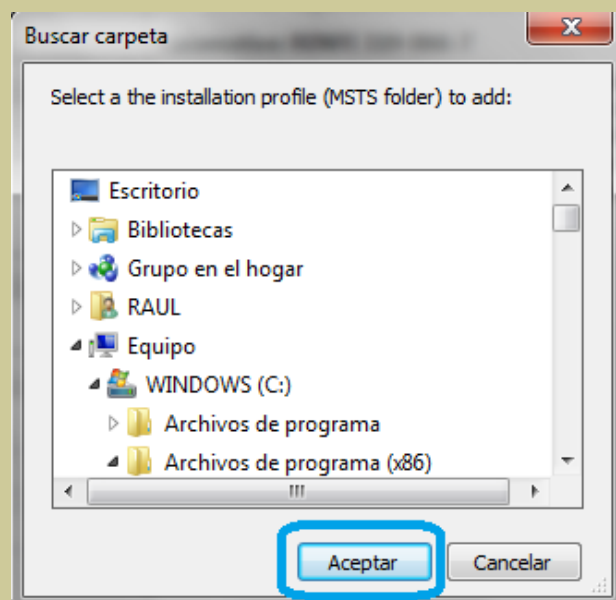 Buscar carpeta
Select a the installation profile (MSTS folder) to add:
Escritorio
Bibliotecas
Grupo en el hogar
RAUL
Equipo
WINDOWS (C:)
Archivos de programa
Archivos de programa (x86)
Aceptar Cancelar